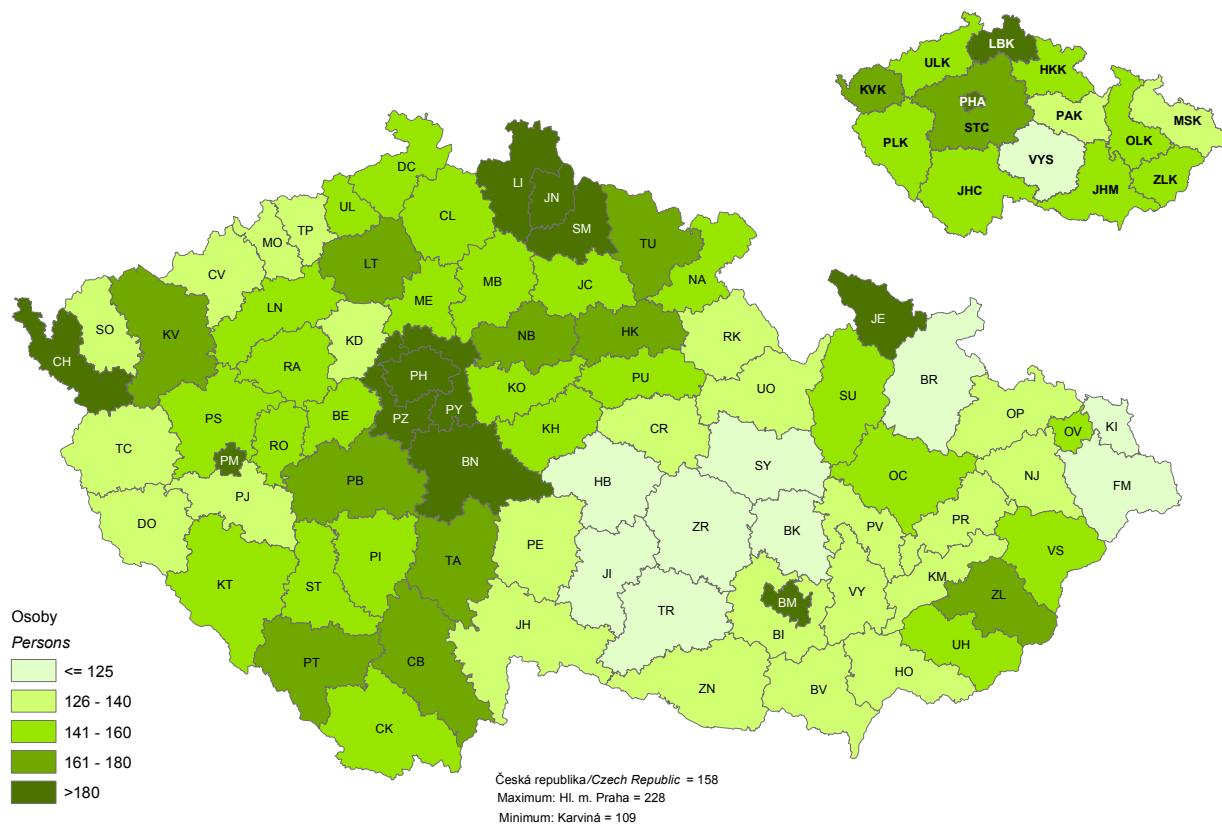 LBK
ULK
HKK
KVK
PHA
PAK
MSK
STC
PLK
OLK
VYS
ZLK
JHC
JHM
DC
LI
JN
UL
CL
SM
TP
MO
TU
LT
CV
NA
MB
JC
ME
LN
SO
KV
NB
HK
RK
KD
JE
CH
RA
PH
BR
KO
PU
UO
SU
OP
BE
PY
PS
PZ
KI
RO
OV
CR
KH
TC
PM
BN
SY
OC
NJ
HB
PB
FM
PJ
DO
PR
ZR
BK
PV
PE
PI
VS
TA
KM
KT
JI
ST
VY
ZL
BM
TR
JH
BI
UH
PT
CB
HO
ZN
BV
CK
Osoby
Persons
<= 125
126 - 140
141 - 160
161 - 180
>180
Česká republika/Czech Republic = 158
Maximum: Hl. m. Praha = 228
Minimum: Karviná = 109